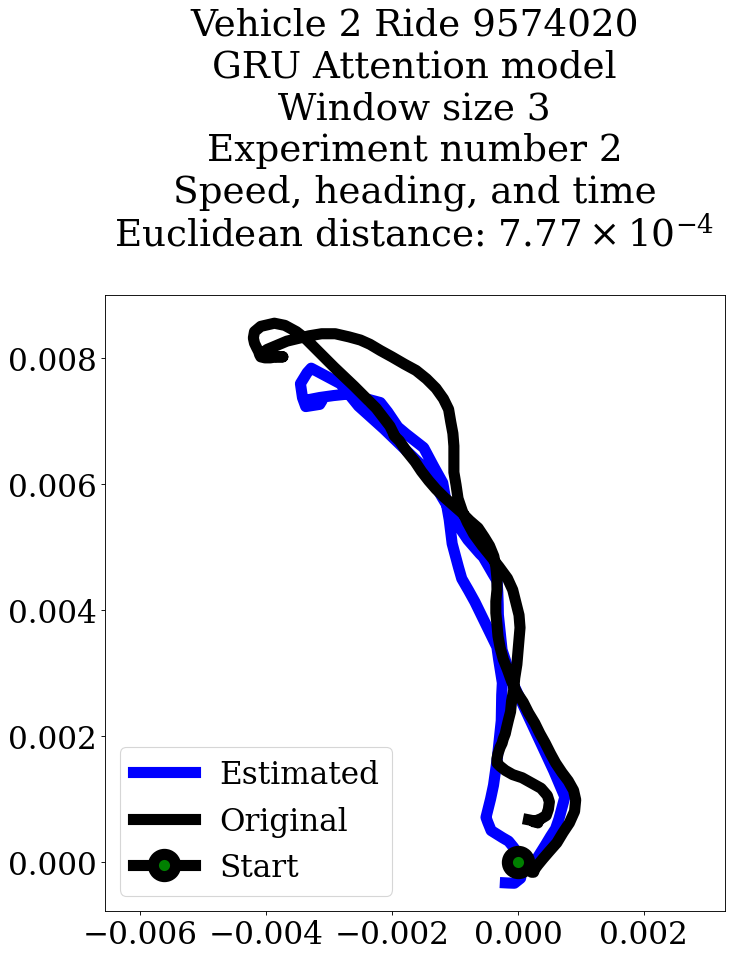 Vehicle 2 Ride 9574020
GRU Attention model
Window size 3
Experiment number 2
Speed, heading, and time
Euclidean distance: 7.77 × 10⁻⁴
0.008
0.006
0.004
0.002
0.000
Estimated
Original
Start
−0.006 −0.004 −0.002 0.000 0.002